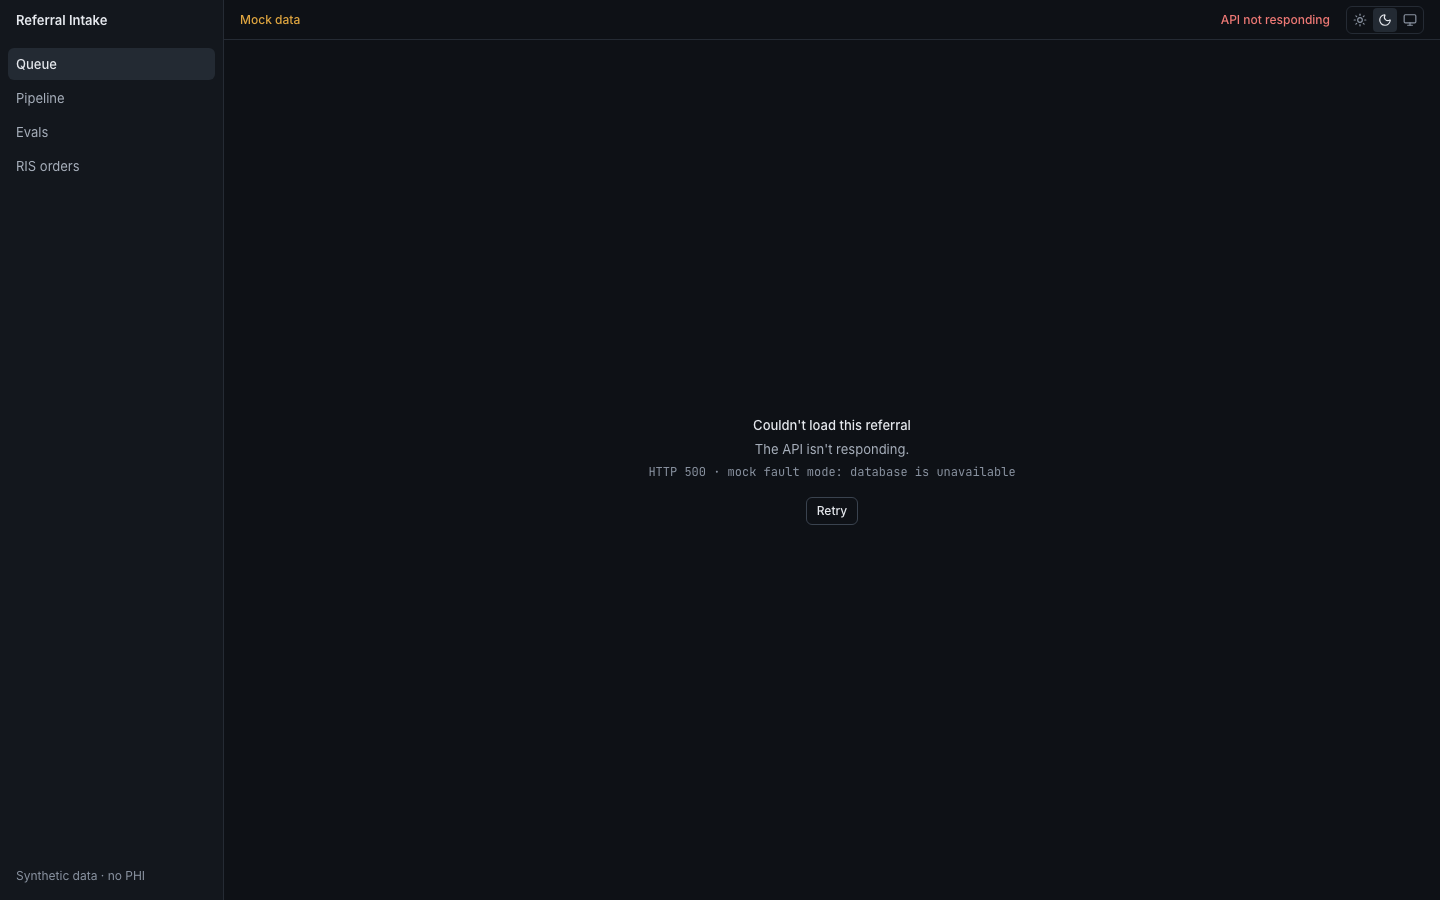 Referral Intake
Mock data
API not responding
Queue
Pipeline
Evals
RIS orders
Couldn't load this referral
The API isn't responding.
HTTP 500 · mock fault mode: database is unavailable
Retry
Synthetic data · no PHI